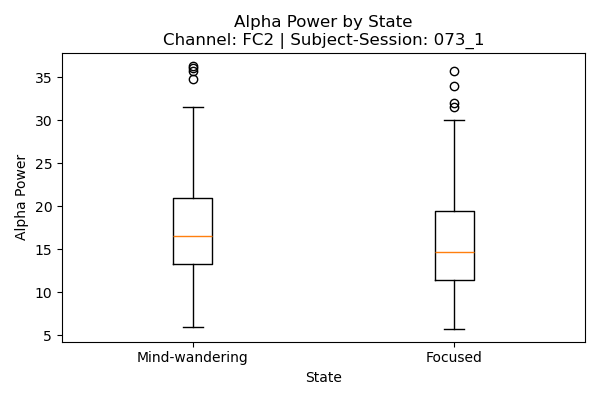 Alpha Power by State
Channel: FC2 | Subject-Session: 073_1
Alpha Power
35
30
25
20
15
10
5
Mind-wandering
Focused
State